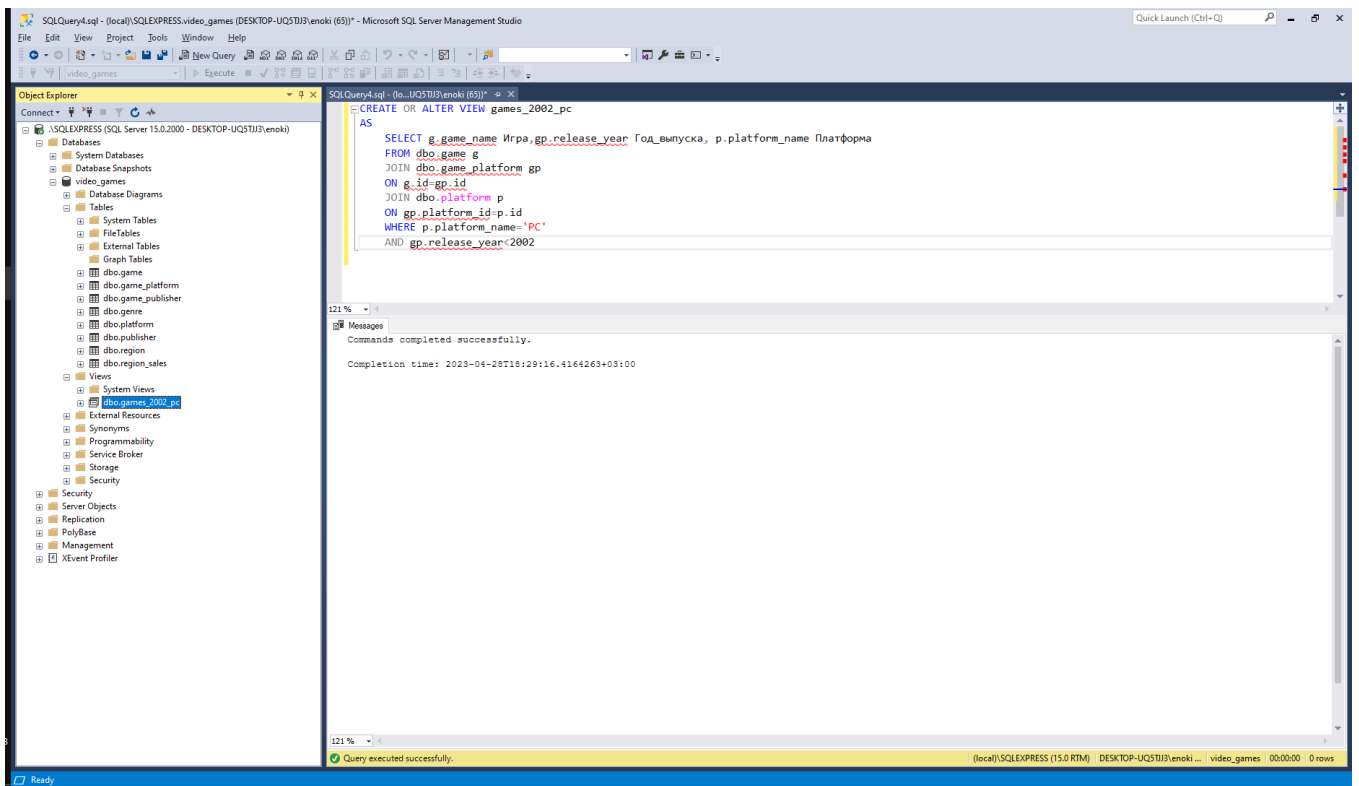 SQLQuery4.sql - (local)\SQLEXPRESS.video_games (DESKTOP-UQ5TJJ3\enoki (65))* - Microsoft SQL Server Management Studio
Quick Launch (Ctrl+Q)
File Edit View Project Tools Window Help
New Query
video_games Execute
Object Explorer
Connect
.\SQLEXPRESS (SQL Server 15.0.2000 - DESKTOP-UQ5TJJ3\enoki)
Databases
System Databases
Database Snapshots
video_games
Database Diagrams
Tables
System Tables
FileTables
External Tables
Graph Tables
dbo.game
dbo.game_platform
dbo.game_publisher
dbo.genre
dbo.platform
dbo.publisher
dbo.region
dbo.region_sales
Views
System Views
dbo.games_2002_pc
External Resources
Synonyms
Programmability
Service Broker
Storage
Security
Security
Server Objects
Replication
PolyBase
Management
XEvent Profiler
SQLQuery4.sql - (lo...UQ5TJJ3\enoki (65))*
CREATE OR ALTER VIEW games_2002_pc
AS
SELECT g.game_name Игра,gp.release_year Год_выпуска, p.platform_name Платформа
FROM dbo.game g
JOIN dbo.game_platform gp
ON g.id=gp.id
JOIN dbo.platform p
ON gp.platform_id=p.id
WHERE p.platform_name='PC'
AND gp.release_year<2002
121 %
Messages
Commands completed successfully.
Completion time: 2023-04-28T18:29:16.4164263+03:00
121 %
Query executed successfully.
(local)\SQLEXPRESS (15.0 RTM) DESKTOP-UQ5TJJ3\enoki ... video_games 00:00:00 0 rows
Ready